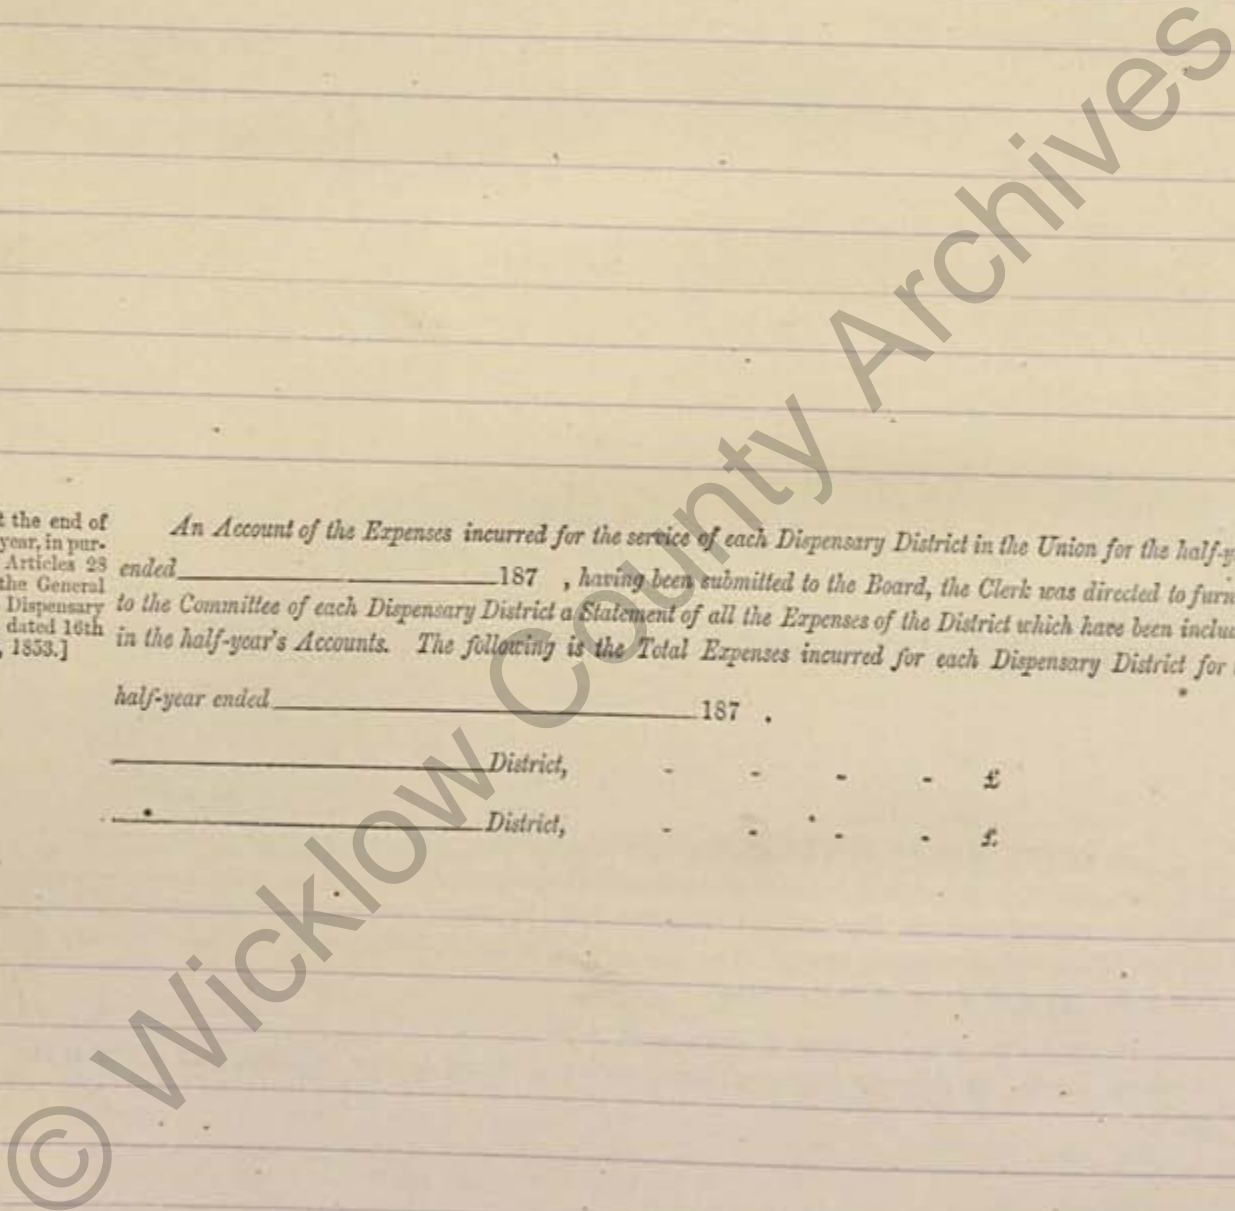 t the end of
year, in pur-
Articles 28
the General
Dispensary
dated 16th
, 1853.]
An Account of the Expenses incurred for the service of each Dispensary District in the Union for the half-y
ended 187 , having been submitted to the Board, the Clerk was directed to furn
to the Committee of each Dispensary District a Statement of all the Expenses of the District which have been inclu
in the half-year's Accounts. The following is the Total Expenses incurred for each Dispensary District for
half-year ended 187 .
District, - - - - £
District, - - - - £
© Wicklow County Archives